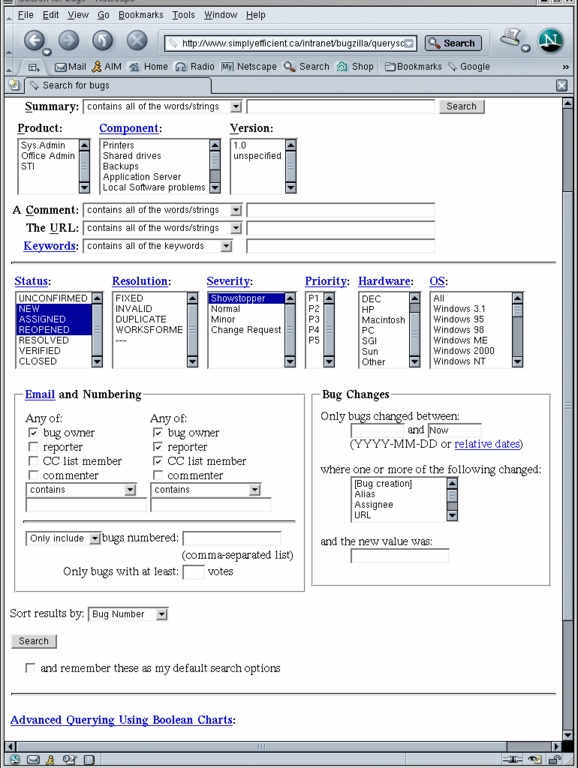 Search for bugs - Netscape
File Edit View Go Bookmarks Tools Window Help
http://www.simplyefficient.ca/intranet/bugzilla/querysc Search N
Mail AIM Home Radio My Netscape Search Shop Bookmarks Google
Search for bugs
Summary: contains all of the words/strings Search
Product: Component: Version:
Sys.Admin Printers 1.0
Office Admin Shared drives unspecified
STI Backups
Application Server
Local Software problems
A Comment: contains all of the words/strings
The URL: contains all of the words/strings
Keywords: contains all of the keywords
Status: Resolution: Severity: Priority: Hardware: OS:
UNCONFIRMED FIXED Showstopper P1 DEC All
NEW INVALID Normal P2 HP Windows 3.1
ASSIGNED DUPLICATE Minor P3 Macintosh Windows 95
REOPENED WORKSFORME Change Request P4 PC Windows 98
RESOLVED --- P5 SGI Windows ME
VERIFIED Sun Windows 2000
CLOSED Other Windows NT
Email and Numbering Bug Changes
Any of: Any of: Only bugs changed between:
bug owner bug owner and Now
reporter reporter (YYYY-MM-DD or relative dates)
CC list member CC list member where one or more of the following changed:
commenter commenter [Bug creation]
contains contains Alias
Assignee
URL
Only include bugs numbered: and the new value was:
(comma-separated list)
Only bugs with at least: votes
Sort results by: Bug Number
Search
and remember these as my default search options
Advanced Querying Using Boolean Charts: